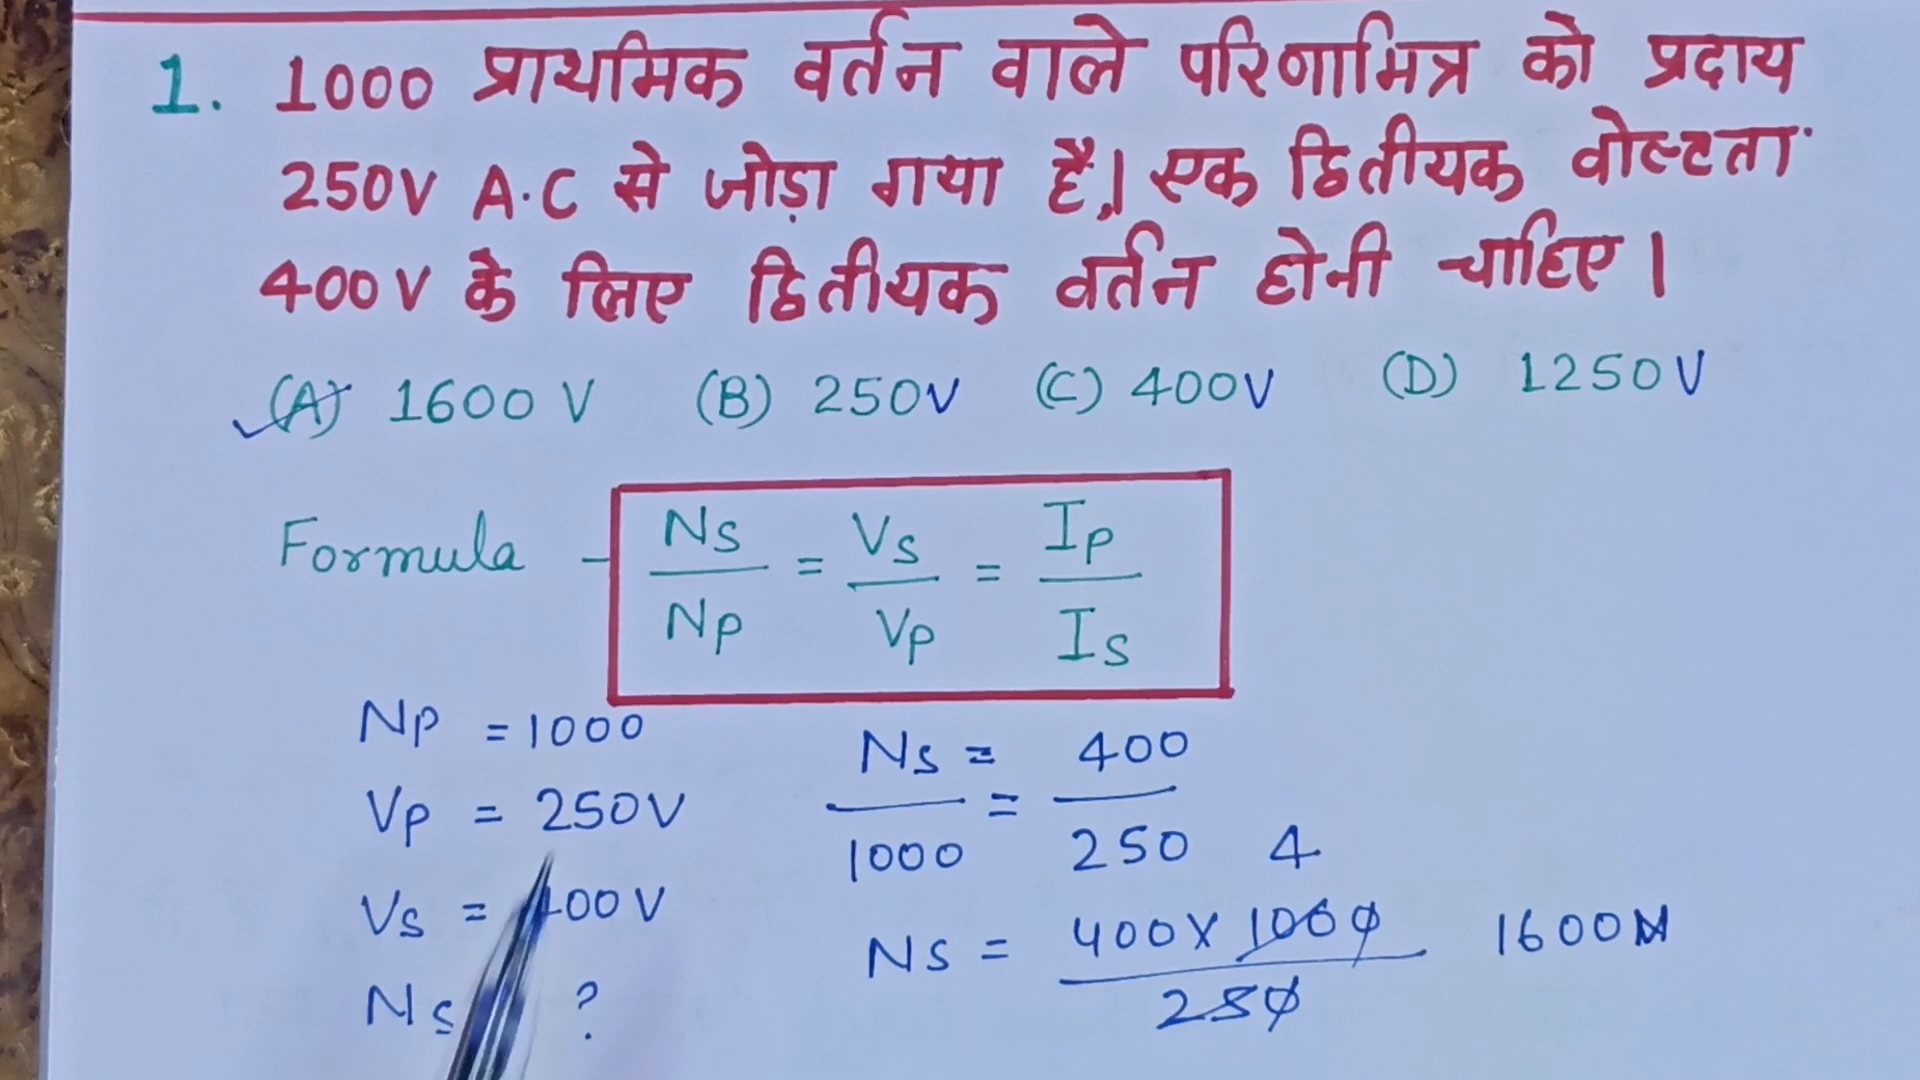 1. 1000 प्राथमिक वर्तन वाले परिणामित्र को प्रदाय
250V A.C से जोड़ा गया है,। एक द्वितीयक वोल्टता
400V के लिए द्वितीयक वर्तन होनी चाहिए।
(A) 1600 V (B) 250V (C) 400V (D) 1250V
Formula - Ns/Np = Vs/Vp = Ip/Is
Np = 1000
Vp = 250V
Vs = 400V
Ns ?
Ns = 400
1000 = 250 4
Ns = 400X1000 1600
250